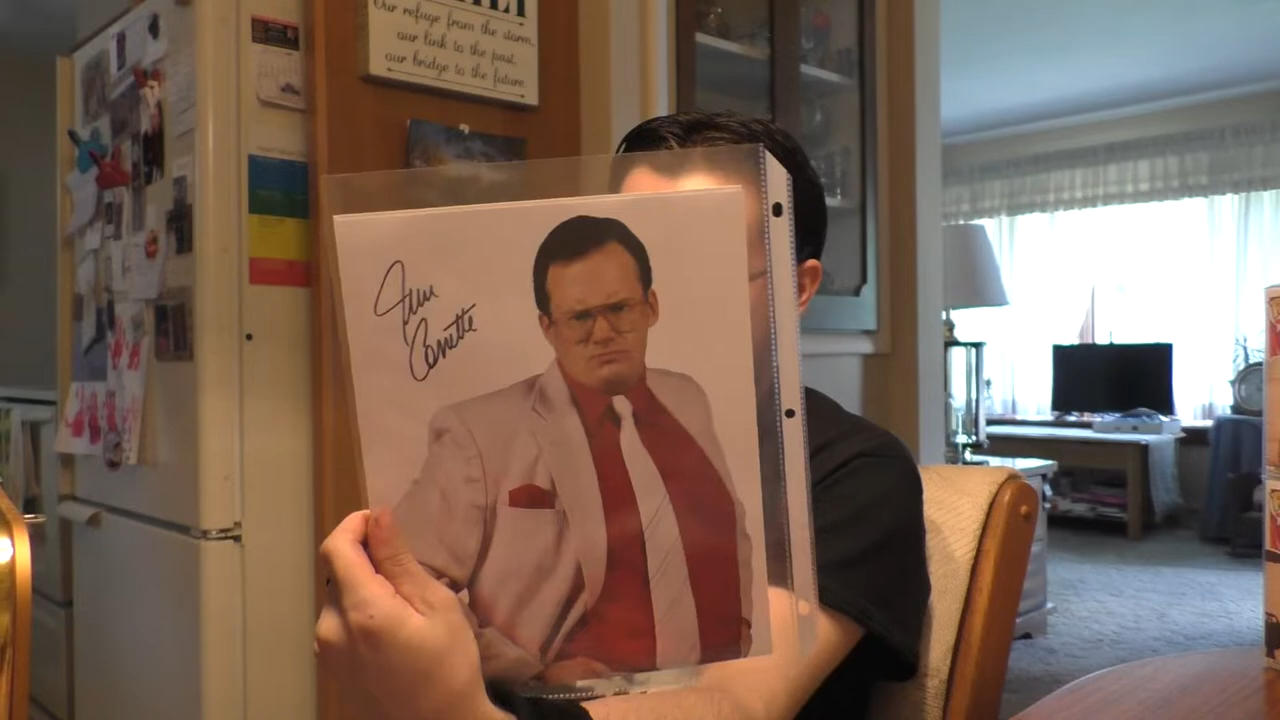 Our refuge from the storm,
our link to the past,
our bridge to the future.
Jim
Cornette